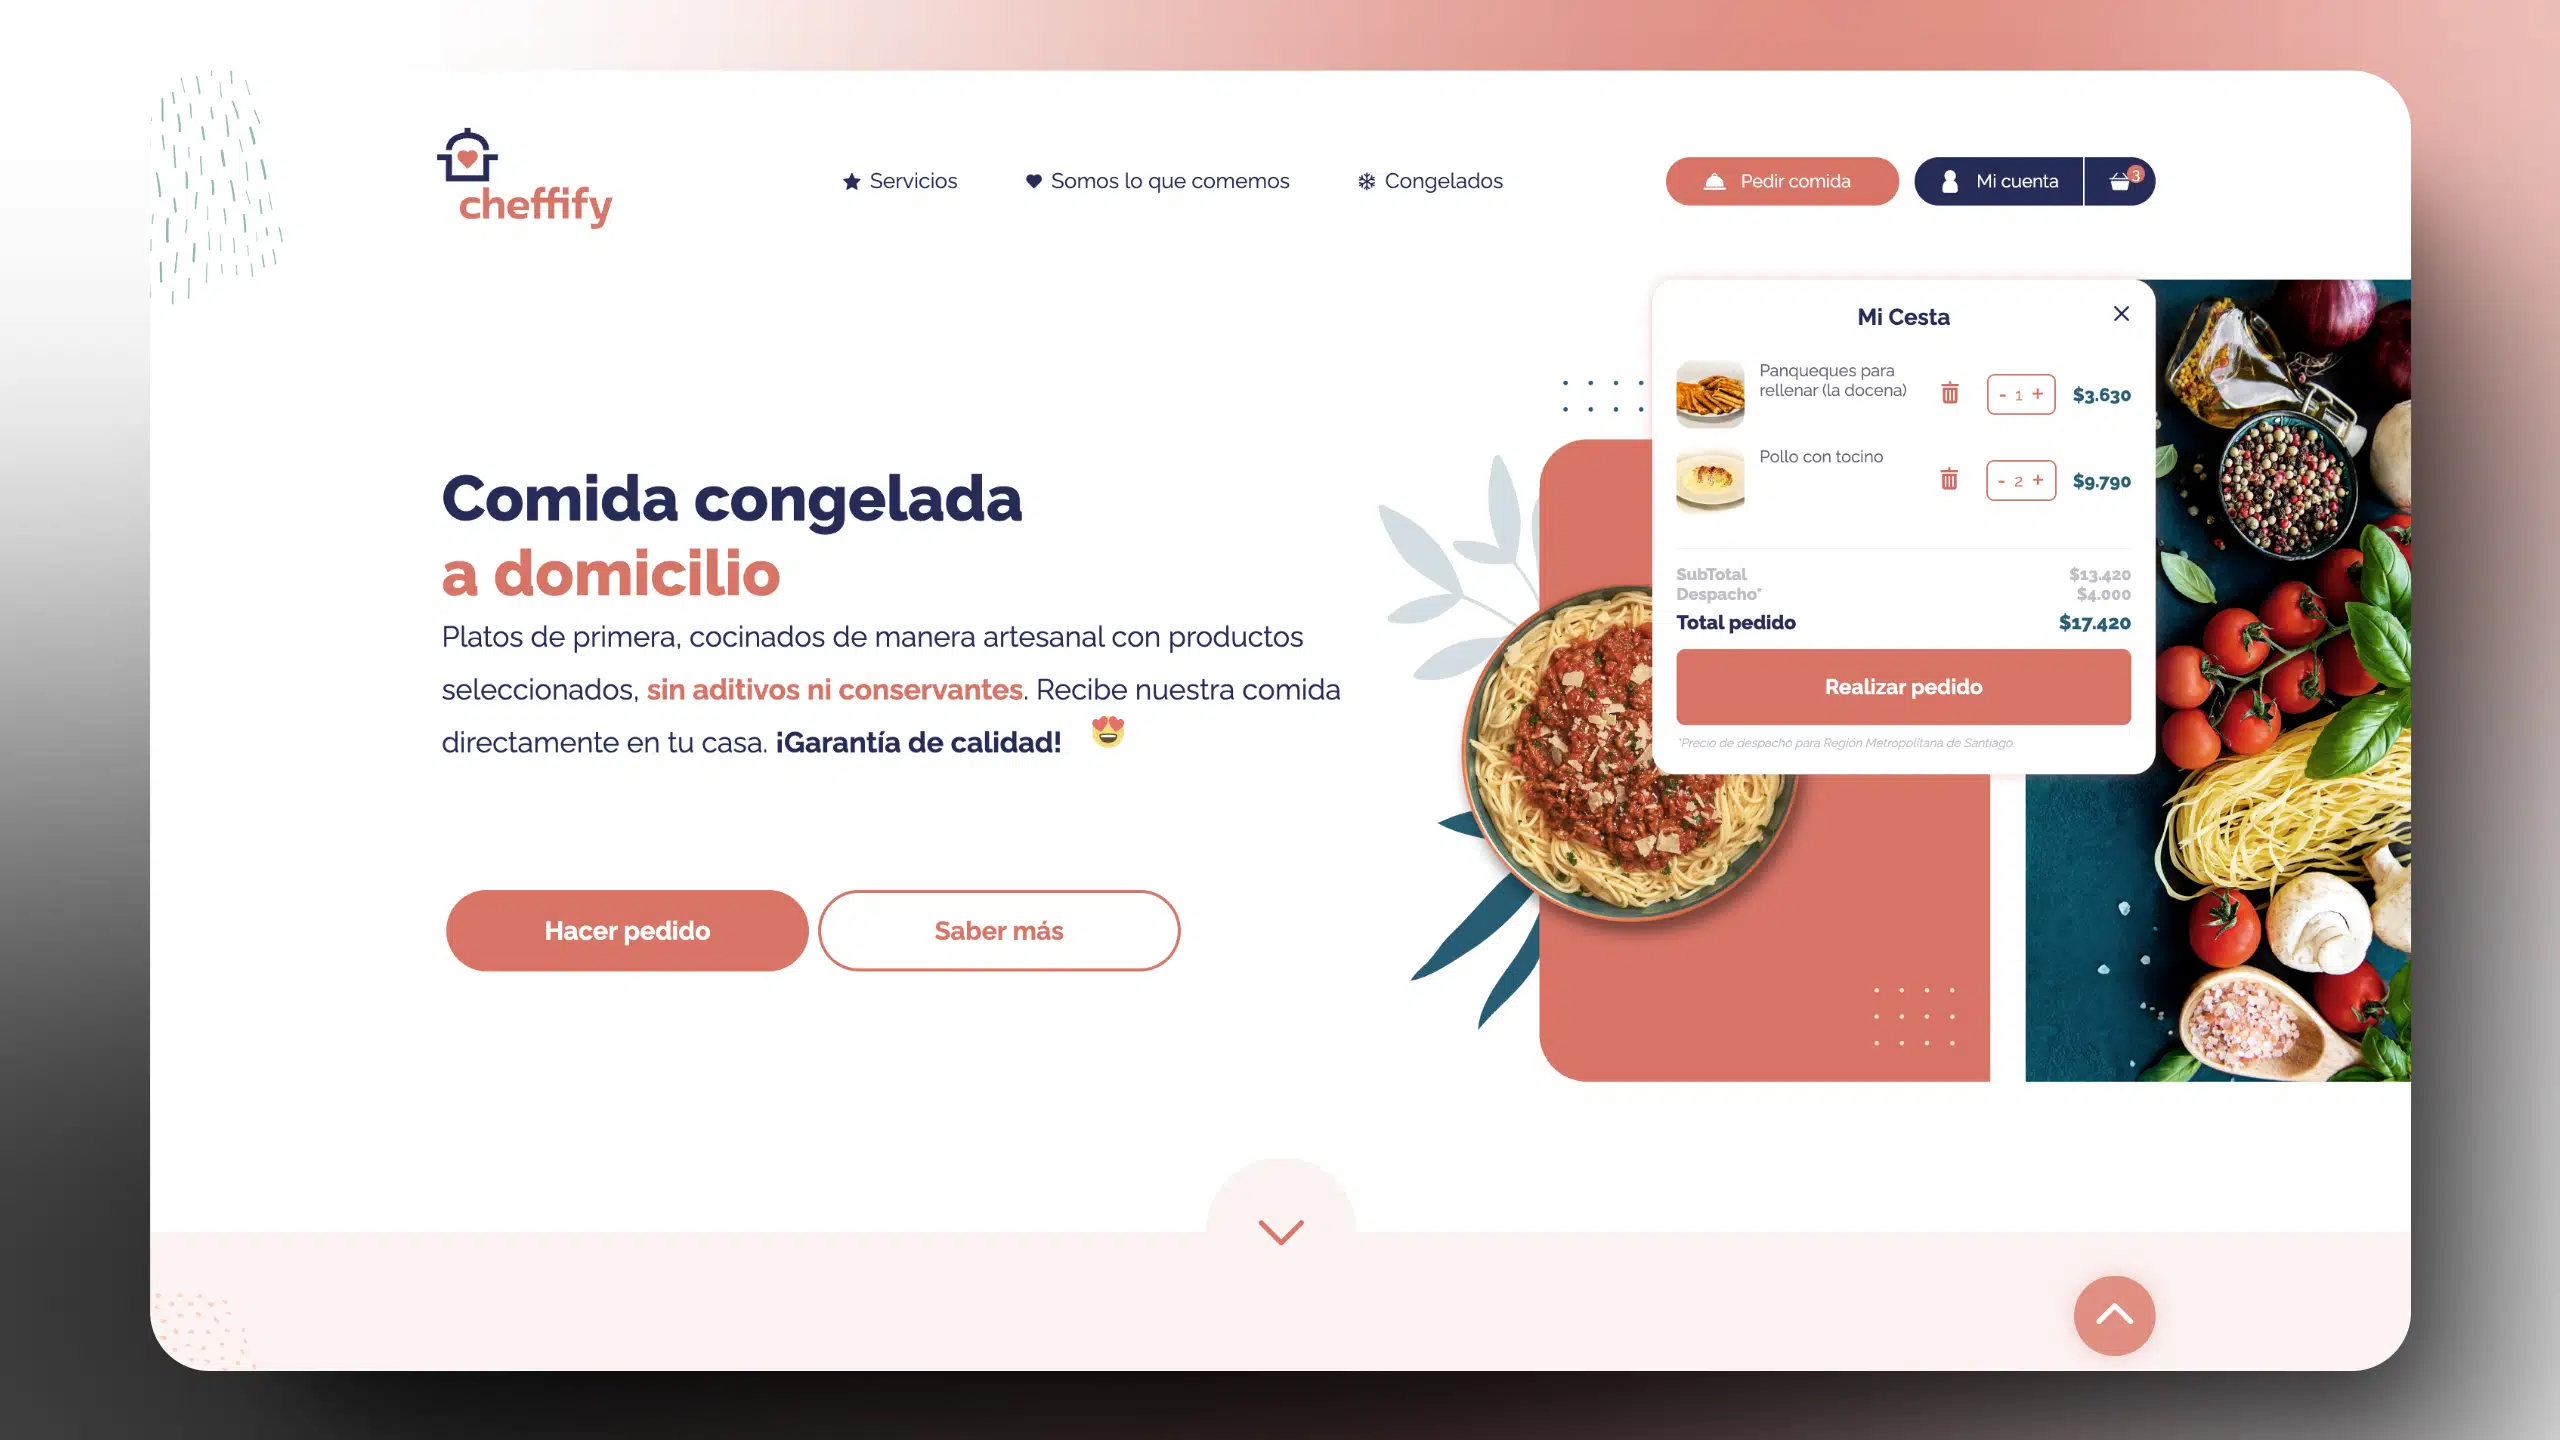 cheffify
Servicios
Somos lo que comemos
Congelados
Pedir comida
Mi cuenta
3
Comida congelada
a domicilio
Platos de primera, cocinados de manera artesanal con productos
seleccionados, sin aditivos ni conservantes. Recibe nuestra comida
directamente en tu casa. ¡Garantía de calidad! 😍
Hacer pedido
Saber más
Mi Cesta
Panqueques para
rellenar (la docena)
- 1 +
$3.630
Pollo con tocino
- 2 +
$9.790
SubTotal $13.420
Despacho* $4.000
Total pedido $17.420
Realizar pedido
*Precio de despacho para Región Metropolitana de Santiago.